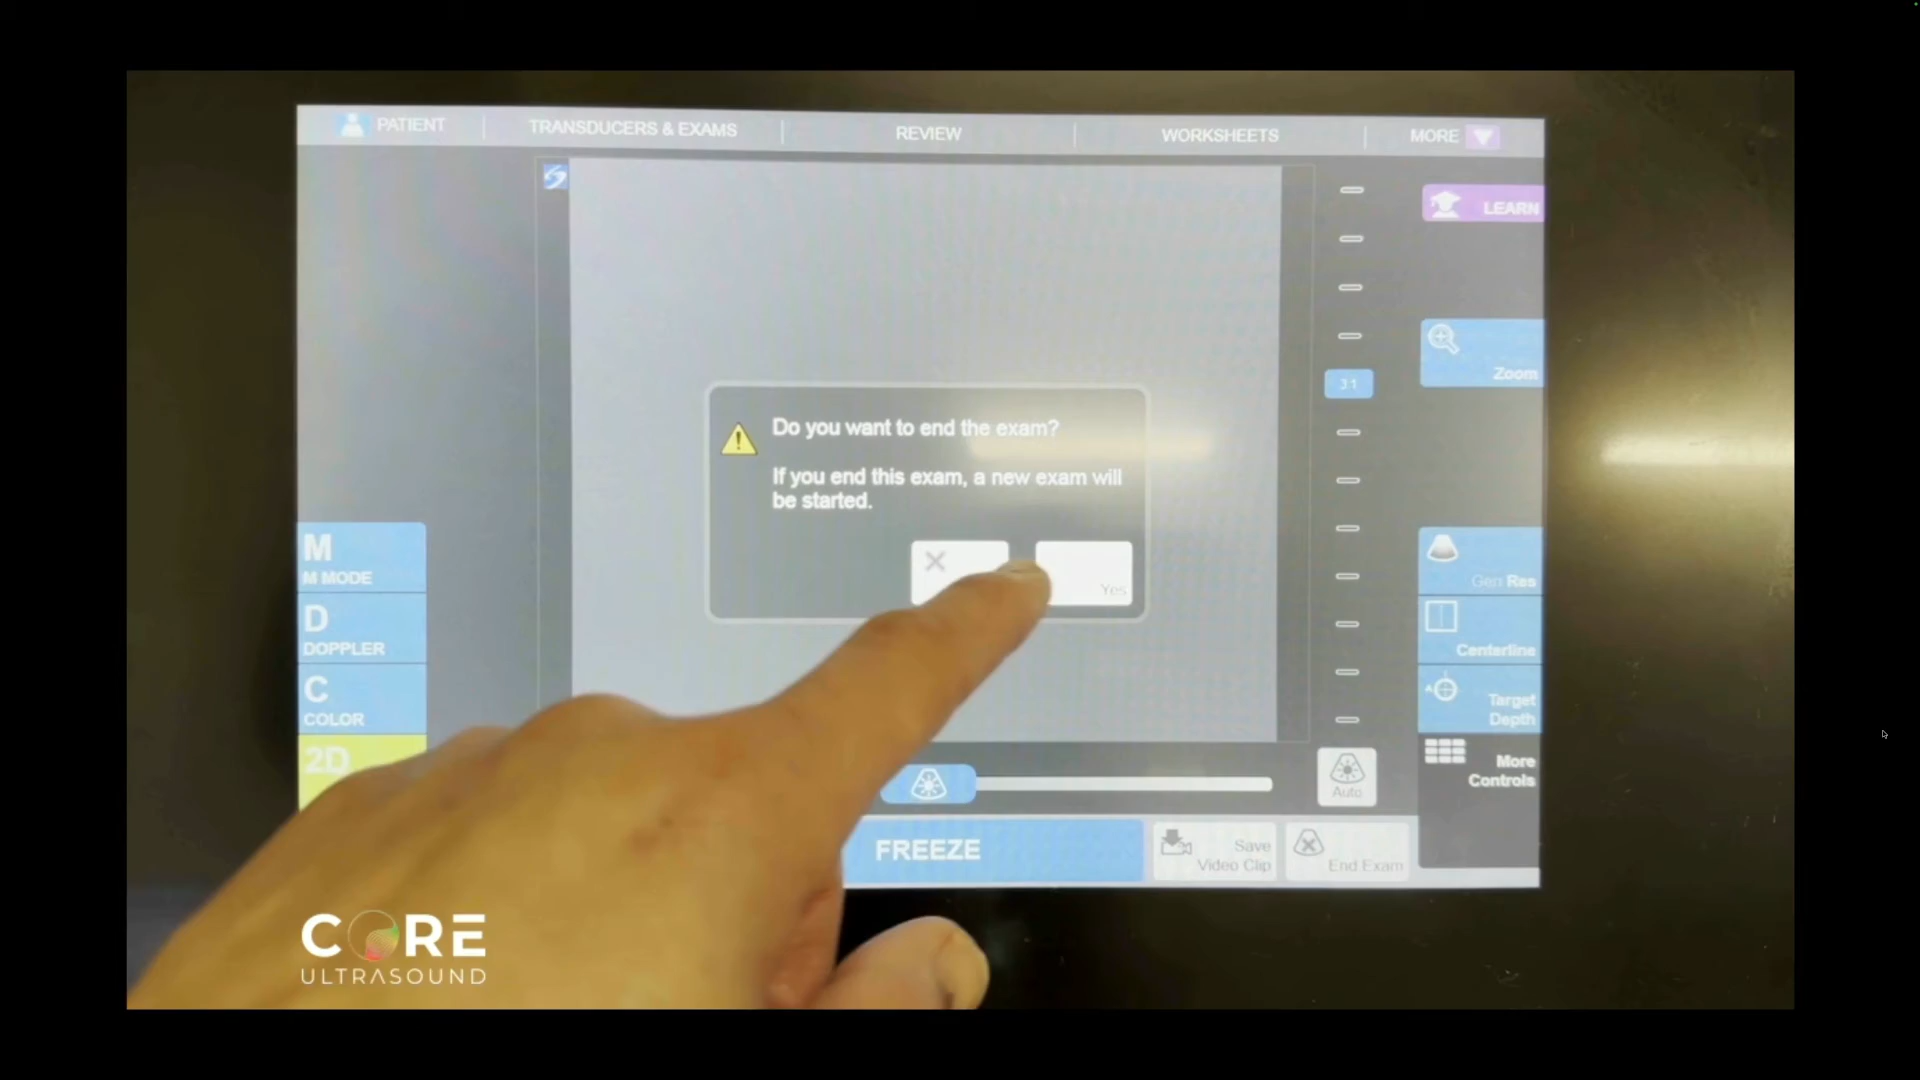 PATIENT
TRANSDUCERS & EXAMS
REVIEW
WORKSHEETS
MORE
LEARN
Zoom
3.1
Do you want to end the exam?
If you end this exam, a new exam will
be started.
Yes
M
M MODE
D
DOPPLER
C
COLOR
2D
Gen Res
Centerline
Target
Depth
More
Controls
Auto
FREEZE
Save
Video Clip
End Exam
CORE
ULTRASOUND